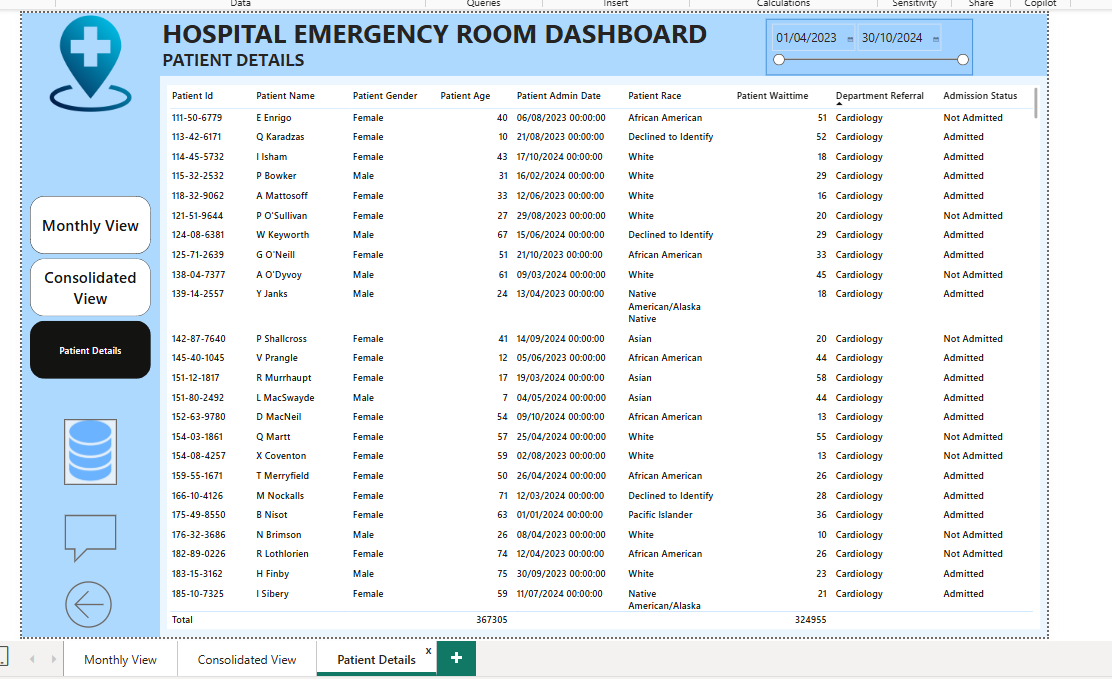 Data Queries Insert Calculations Sensitivity Share Copilot
HOSPITAL EMERGENCY ROOM DASHBOARD
PATIENT DETAILS
01/04/2023 30/10/2024
Monthly View
Consolidated
View
Patient Details
Patient Id Patient Name Patient Gender Patient Age Patient Admin Date Patient Race Patient Waittime Department Referral Admission Status
111-50-6779 E Enrigo Female 40 06/08/2023 00:00:00 African American 51 Cardiology Not Admitted
113-42-6171 Q Karadzas Female 10 21/08/2023 00:00:00 Declined to Identify 52 Cardiology Admitted
114-45-5732 I Isham Female 43 17/10/2024 00:00:00 White 18 Cardiology Admitted
115-32-2532 P Bowker Male 31 16/02/2024 00:00:00 White 29 Cardiology Admitted
118-32-9062 A Mattosoff Female 33 12/06/2023 00:00:00 White 16 Cardiology Admitted
121-51-9644 P O'Sullivan Female 27 29/08/2023 00:00:00 White 20 Cardiology Not Admitted
124-08-6381 W Keyworth Male 67 15/06/2024 00:00:00 Declined to Identify 29 Cardiology Admitted
125-71-2639 G O'Neill Female 51 21/10/2023 00:00:00 African American 33 Cardiology Admitted
138-04-7377 A O'Dyvoy Male 61 09/03/2024 00:00:00 White 45 Cardiology Not Admitted
139-14-2557 Y Janks Male 24 13/04/2023 00:00:00 Native 18 Cardiology Admitted
American/Alaska
Native
142-87-7640 P Shallcross Female 41 14/09/2024 00:00:00 Asian 20 Cardiology Not Admitted
145-40-1045 V Prangle Female 12 05/06/2023 00:00:00 African American 44 Cardiology Admitted
151-12-1817 R Murrhaupt Female 17 19/03/2024 00:00:00 Asian 58 Cardiology Admitted
151-80-2492 L MacSwayde Male 7 04/05/2024 00:00:00 Asian 44 Cardiology Admitted
152-63-9780 D MacNeil Female 54 09/10/2024 00:00:00 African American 13 Cardiology Admitted
154-03-1861 Q Martt Female 57 25/04/2024 00:00:00 White 55 Cardiology Not Admitted
154-08-4257 X Coventon Female 59 02/08/2023 00:00:00 White 13 Cardiology Not Admitted
159-55-1671 T Merryfield Female 50 26/04/2024 00:00:00 African American 26 Cardiology Admitted
166-10-4126 M Nockalls Female 71 12/03/2024 00:00:00 Declined to Identify 28 Cardiology Admitted
175-49-8550 B Nisot Female 63 01/01/2024 00:00:00 Pacific Islander 36 Cardiology Admitted
176-32-3686 N Brimson Male 26 08/04/2023 00:00:00 White 10 Cardiology Not Admitted
182-89-0226 R Lothlorien Female 74 12/04/2023 00:00:00 African American 26 Cardiology Not Admitted
183-15-3162 H Finby Male 75 30/09/2023 00:00:00 White 23 Cardiology Admitted
185-10-7325 I Sibery Female 59 11/07/2024 00:00:00 Native 21 Cardiology Admitted
American/Alaska
Total 367305 324955
Monthly View Consolidated View Patient Details x +